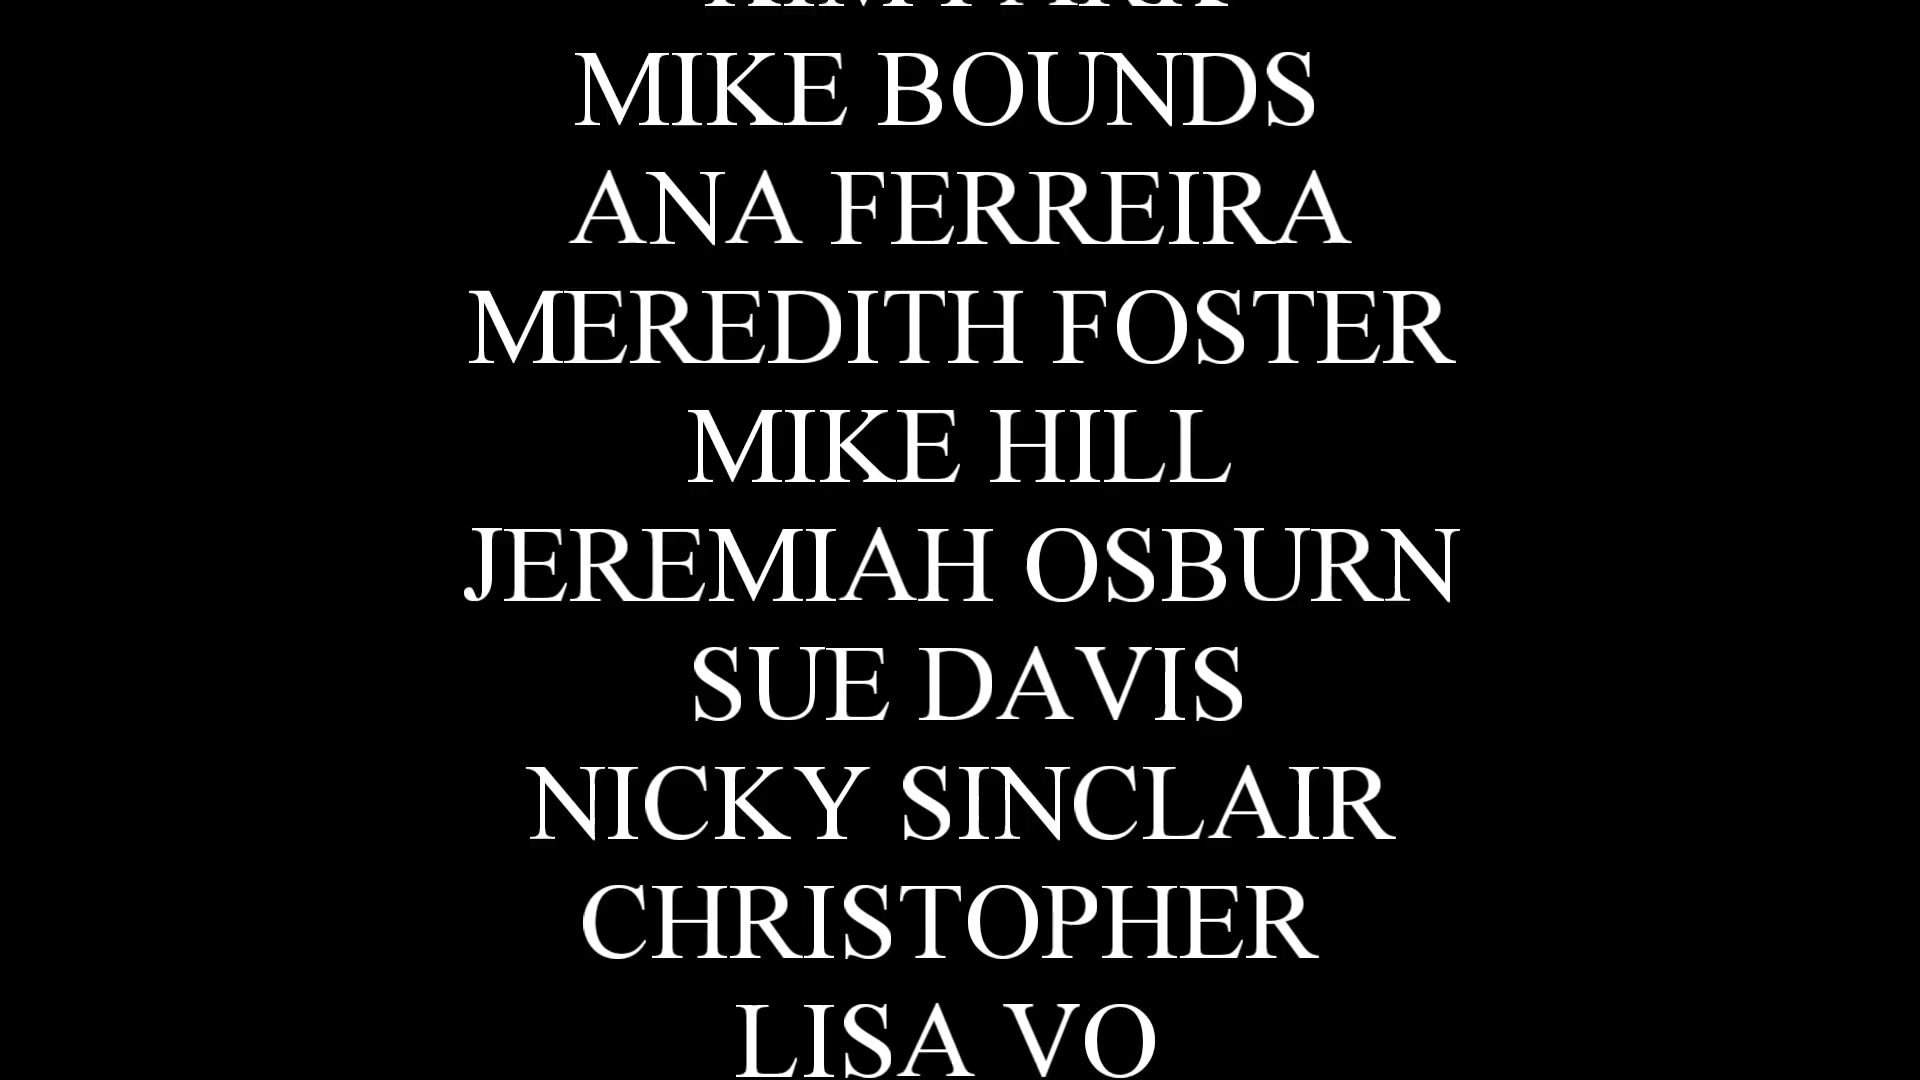 MIKE BOUNDS
ANA FERREIRA
MEREDITH FOSTER
MIKE HILL
JEREMIAH OSBURN
SUE DAVIS
NICKY SINCLAIR
CHRISTOPHER
LISA VO